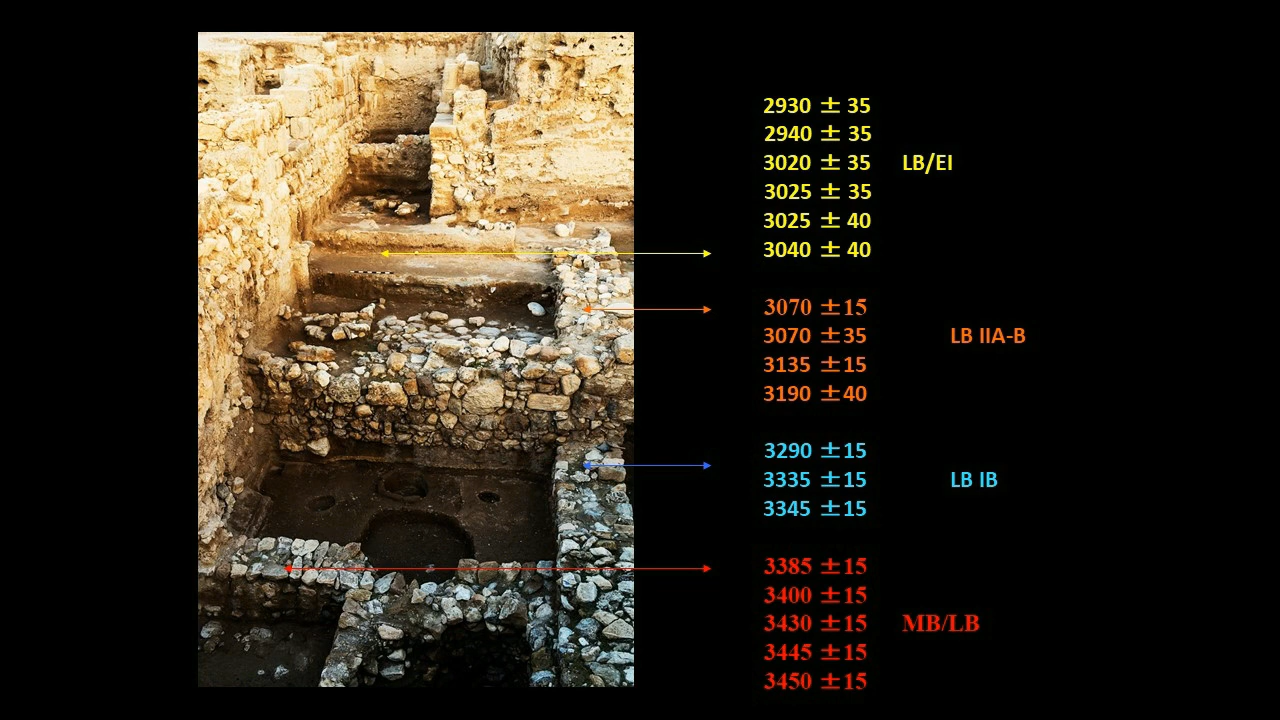 2930 ± 35
2940 ± 35
3020 ± 35 LB/EI
3025 ± 35
3025 ± 40
3040 ± 40
3070 ±15
3070 ±35 LB IIA-B
3135 ±15
3190 ±40
3290 ±15
3335 ±15 LB IB
3345 ±15
3385 ±15
3400 ±15
3430 ±15 MB/LB
3445 ±15
3450 ±15